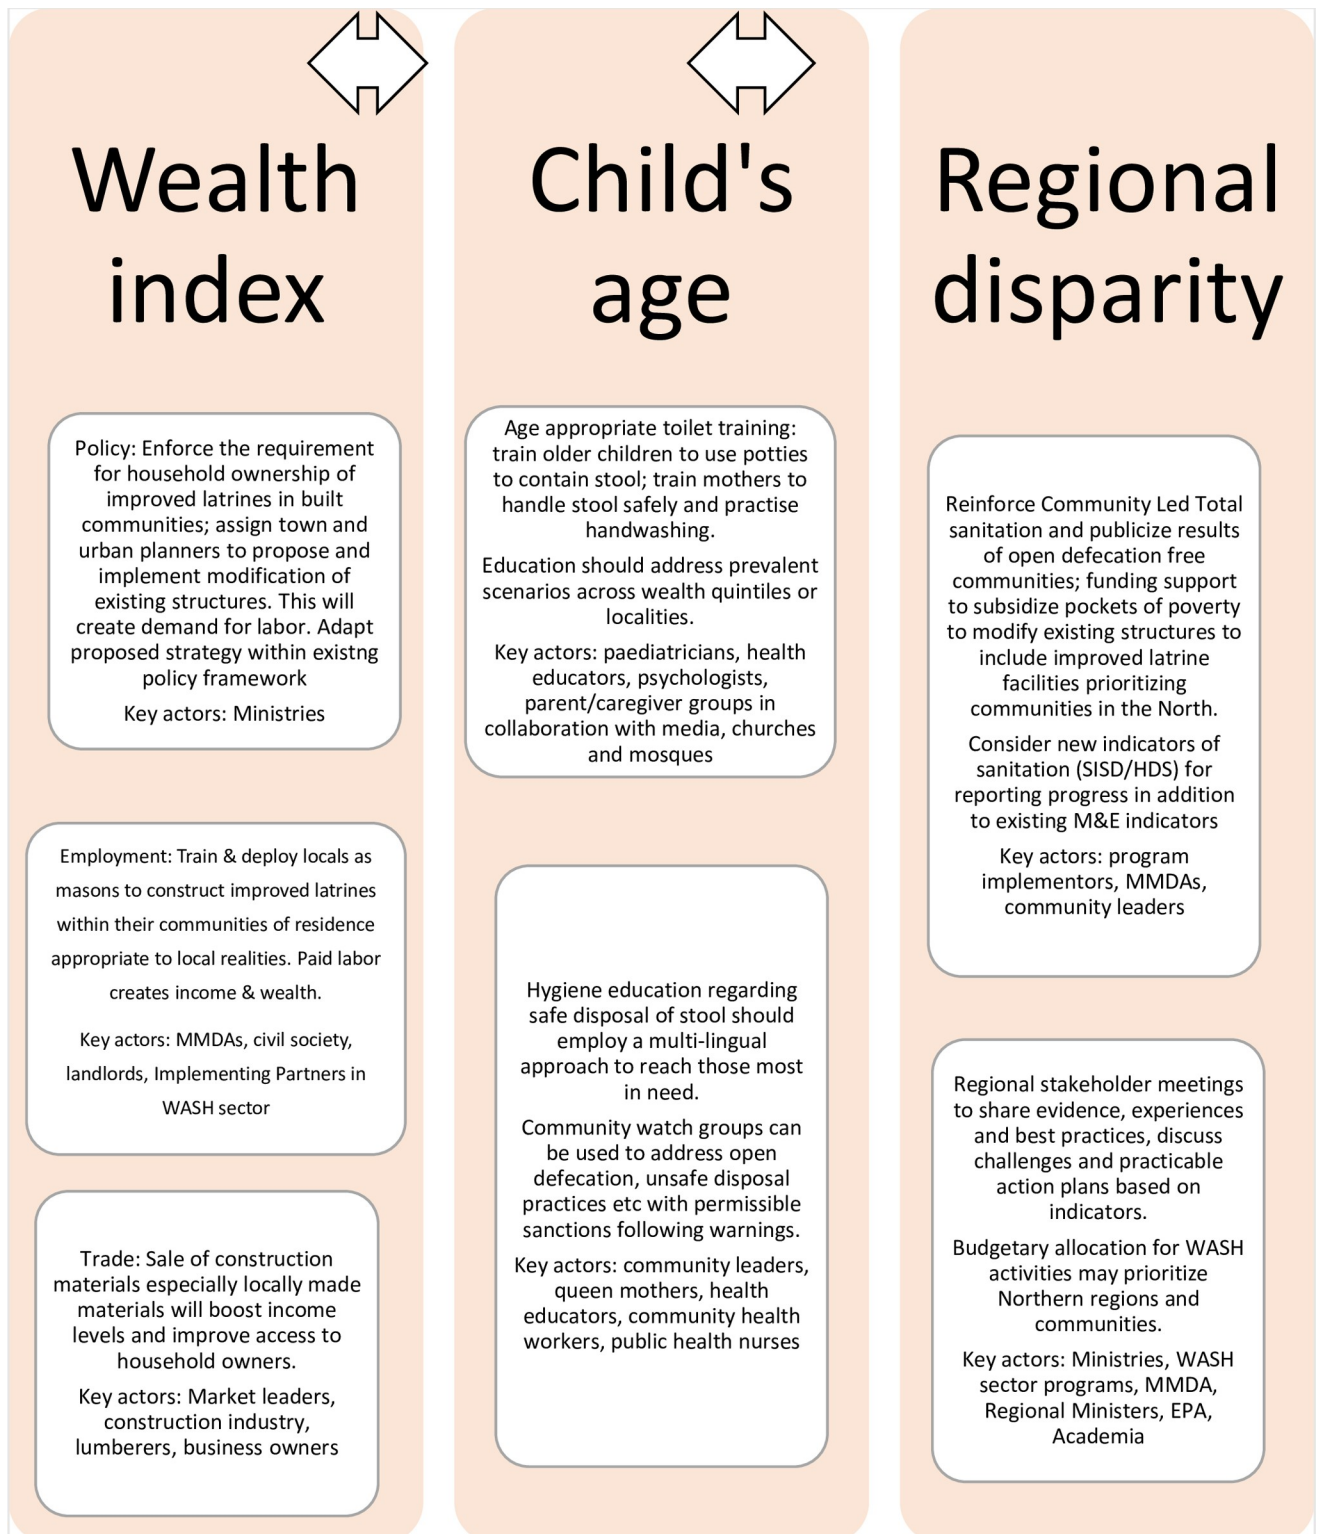 Wealth
index
Policy: Enforce the requirement
for household ownership of
improved latrines in built
communities; assign town and
urban planners to propose and
implement modification of
existing structures. This will
create demand for labor. Adapt
proposed strategy within existng
policy framework
Key actors: Ministries
Employment: Train & deploy locals as
masons to construct improved latrines
within their communities of residence
appropriate to local realities. Paid labor
creates income & wealth.
Key actors: MMDAs, civil society,
landlords, Implementing Partners in
WASH sector
Trade: Sale of construction
materials especially locally made
materials will boost income
levels and improve access to
household owners.
Key actors: Market leaders,
construction industry,
lumberers, business owners
Child's
age
Age appropriate toilet training:
train older children to use potties
to contain stool; train mothers to
handle stool safely and practise
handwashing.
Education should address prevalent
scenarios across wealth quintiles or
localities.
Key actors: paediatricians, health
educators, psychologists,
parent/caregiver groups in
collaboration with media, churches
and mosques
Hygiene education regarding
safe disposal of stool should
employ a multi-lingual
approach to reach those most
in need.
Community watch groups can
be used to address open
defecation, unsafe disposal
practices etc with permissible
sanctions following warnings.
Key actors: community leaders,
queen mothers, health
educators, community health
workers, public health nurses
Regional
disparity
Reinforce Community Led Total
sanitation and publicize results
of open defecation free
communities; funding support
to subsidize pockets of poverty
to modify existing structures to
include improved latrine
facilities prioritizing
communities in the North.
Consider new indicators of
sanitation (SISD/HDS) for
reporting progress in addition
to existing M&E indicators
Key actors: program
implementors, MMDAs,
community leaders
Regional stakeholder meetings
to share evidence, experiences
and best practices, discuss
challenges and practicable
action plans based on
indicators.
Budgetary allocation for WASH
activities may prioritize
Northern regions and
communities.
Key actors: Ministries, WASH
sector programs, MMDA,
Regional Ministers, EPA,
Academia